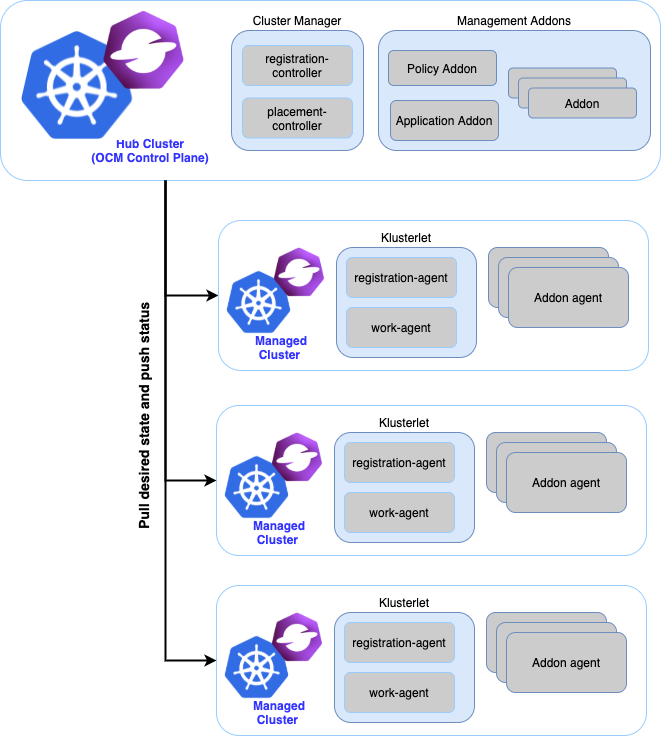 Cluster Manager
Management Addons
registration-
controller
placement-
controller
Policy Addon
Application Addon
Addon
Hub Cluster
(OCM Control Plane)
Pull desired state and push status
Klusterlet
registration-agent
work-agent
Addon agent
Managed
Cluster
Klusterlet
registration-agent
work-agent
Addon agent
Managed
Cluster
Klusterlet
registration-agent
work-agent
Addon agent
Managed
Cluster